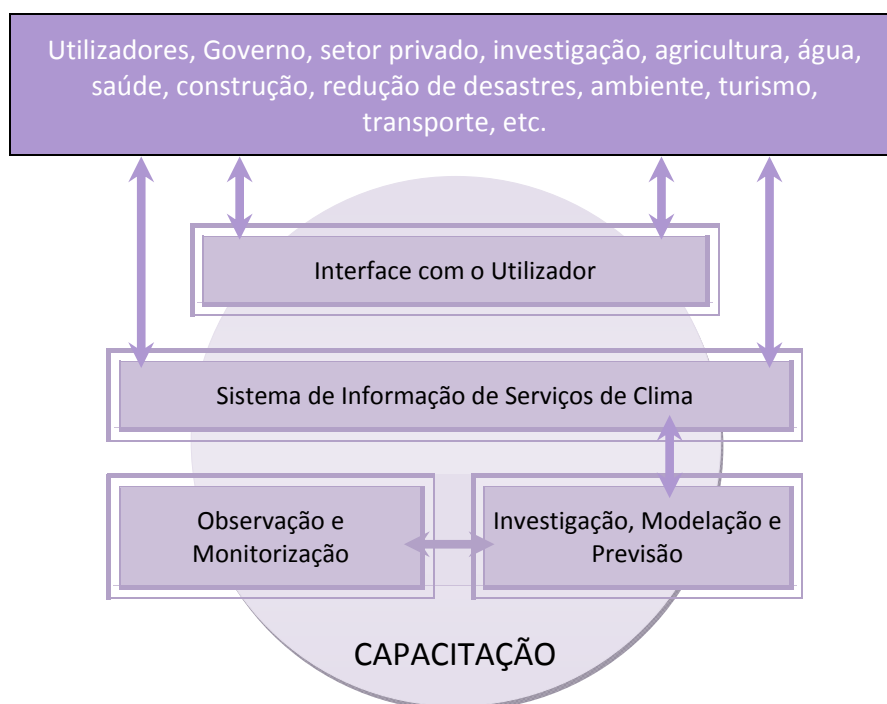 Utilizadores, Governo, setor privado, investigação, agricultura, água,
saúde, construção, redução de desastres, ambiente, turismo,
transporte, etc.
Interface com o Utilizador
Sistema de Informação de Serviços de Clima
Observação e
Monitorização
Investigação, Modelação e
Previsão
CAPACITAÇÃO